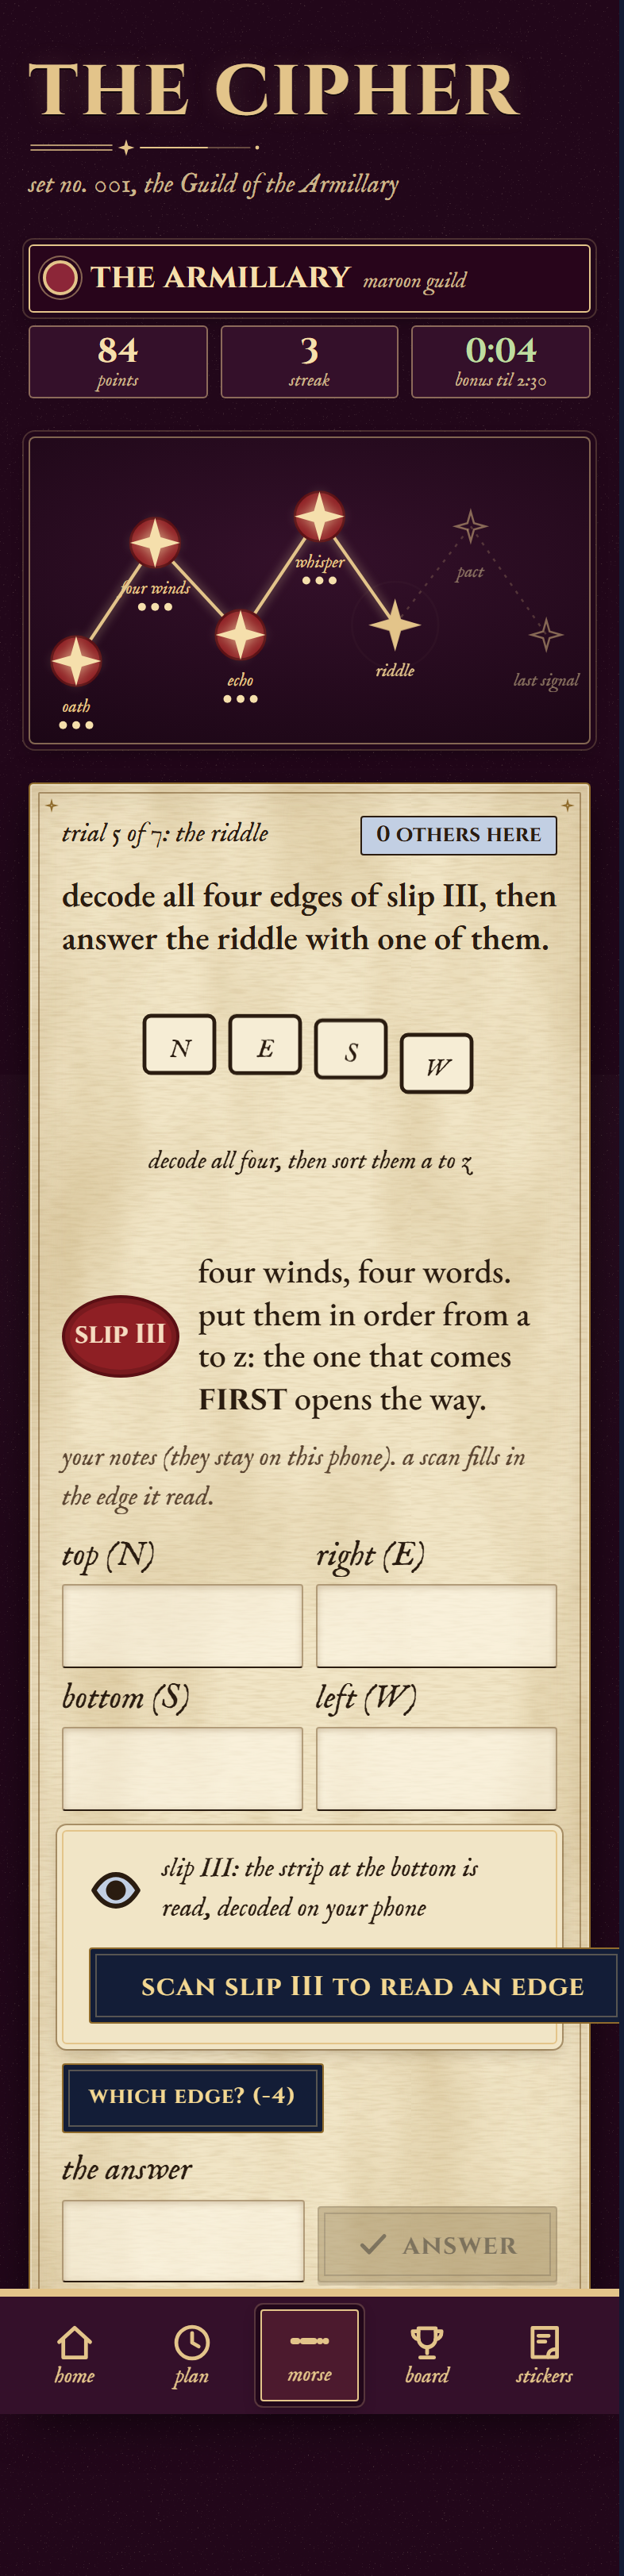 THE CIPHER
set no. 001, the Guild of the Armillary
THE ARMILLARY maroon guild
84
points
3
streak
0:04
bonus til 2:30
four winds
whisper
pact
oath
echo
riddle
last signal
trial 5 of 7: the riddle
0 OTHERS HERE
decode all four edges of slip III, then
answer the riddle with one of them.
N E S W
decode all four, then sort them a to z
SLIP III
four winds, four words.
put them in order from a
to z: the one that comes
FIRST opens the way.
your notes (they stay on this phone). a scan fills in
the edge it read.
top (N)
right (E)
bottom (S)
left (W)
slip III: the strip at the bottom is
read, decoded on your phone
SCAN SLIP III TO READ AN EDGE
WHICH EDGE? (-4)
the answer
ANSWER
home
plan
morse
board
stickers